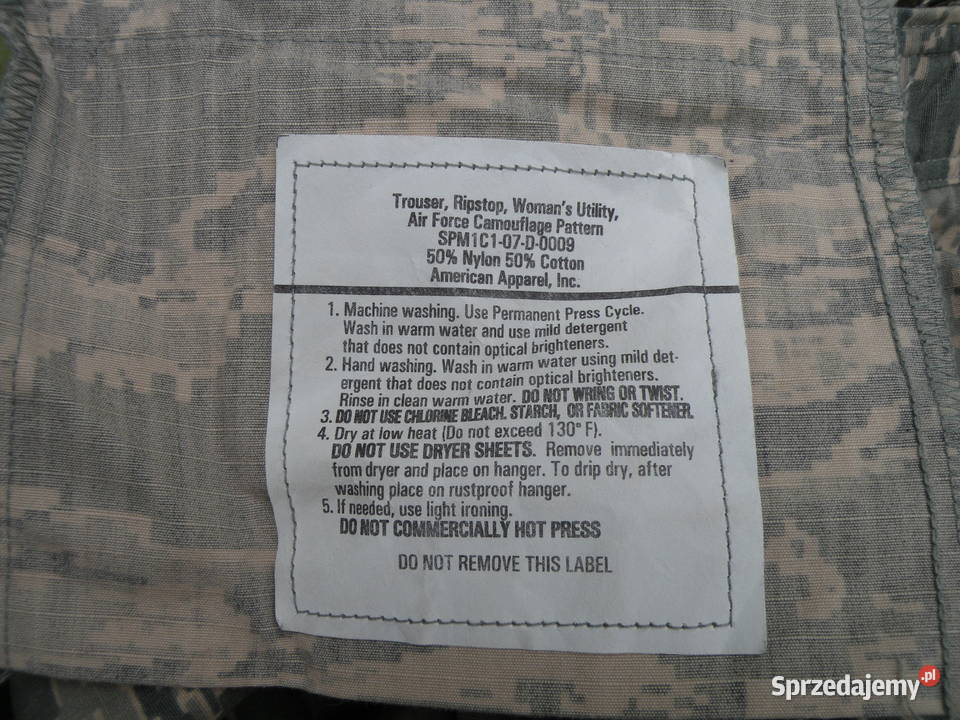 Trouser, Ripstop, Woman's Utility,
Air Force Camouflage Pattern
SPM1C1-07-D-0009
50% Nylon 50% Cotton
American Apparel, Inc.
1. Machine washing. Use Permanent Press Cycle.
Wash in warm water and use mild detergent
that does not contain optical brighteners.
2. Hand washing. Wash in warm water using mild det-
ergent that does not contain optical brighteners.
Rinse in clean warm water. DO NOT WRING OR TWIST.
3. DO NOT USE CHLORINE BLEACH. STARCH, OR FABRIC SOFTENER.
4. Dry at low heat (Do not exceed 130° F).
DO NOT USE DRYER SHEETS. Remove immediately
from dryer and place on hanger. To drip dry, after
washing place on rustproof hanger.
5. If needed, use light ironing.
DO NOT COMMERCIALLY HOT PRESS
DO NOT REMOVE THIS LABEL
Sprzedajemy.pl